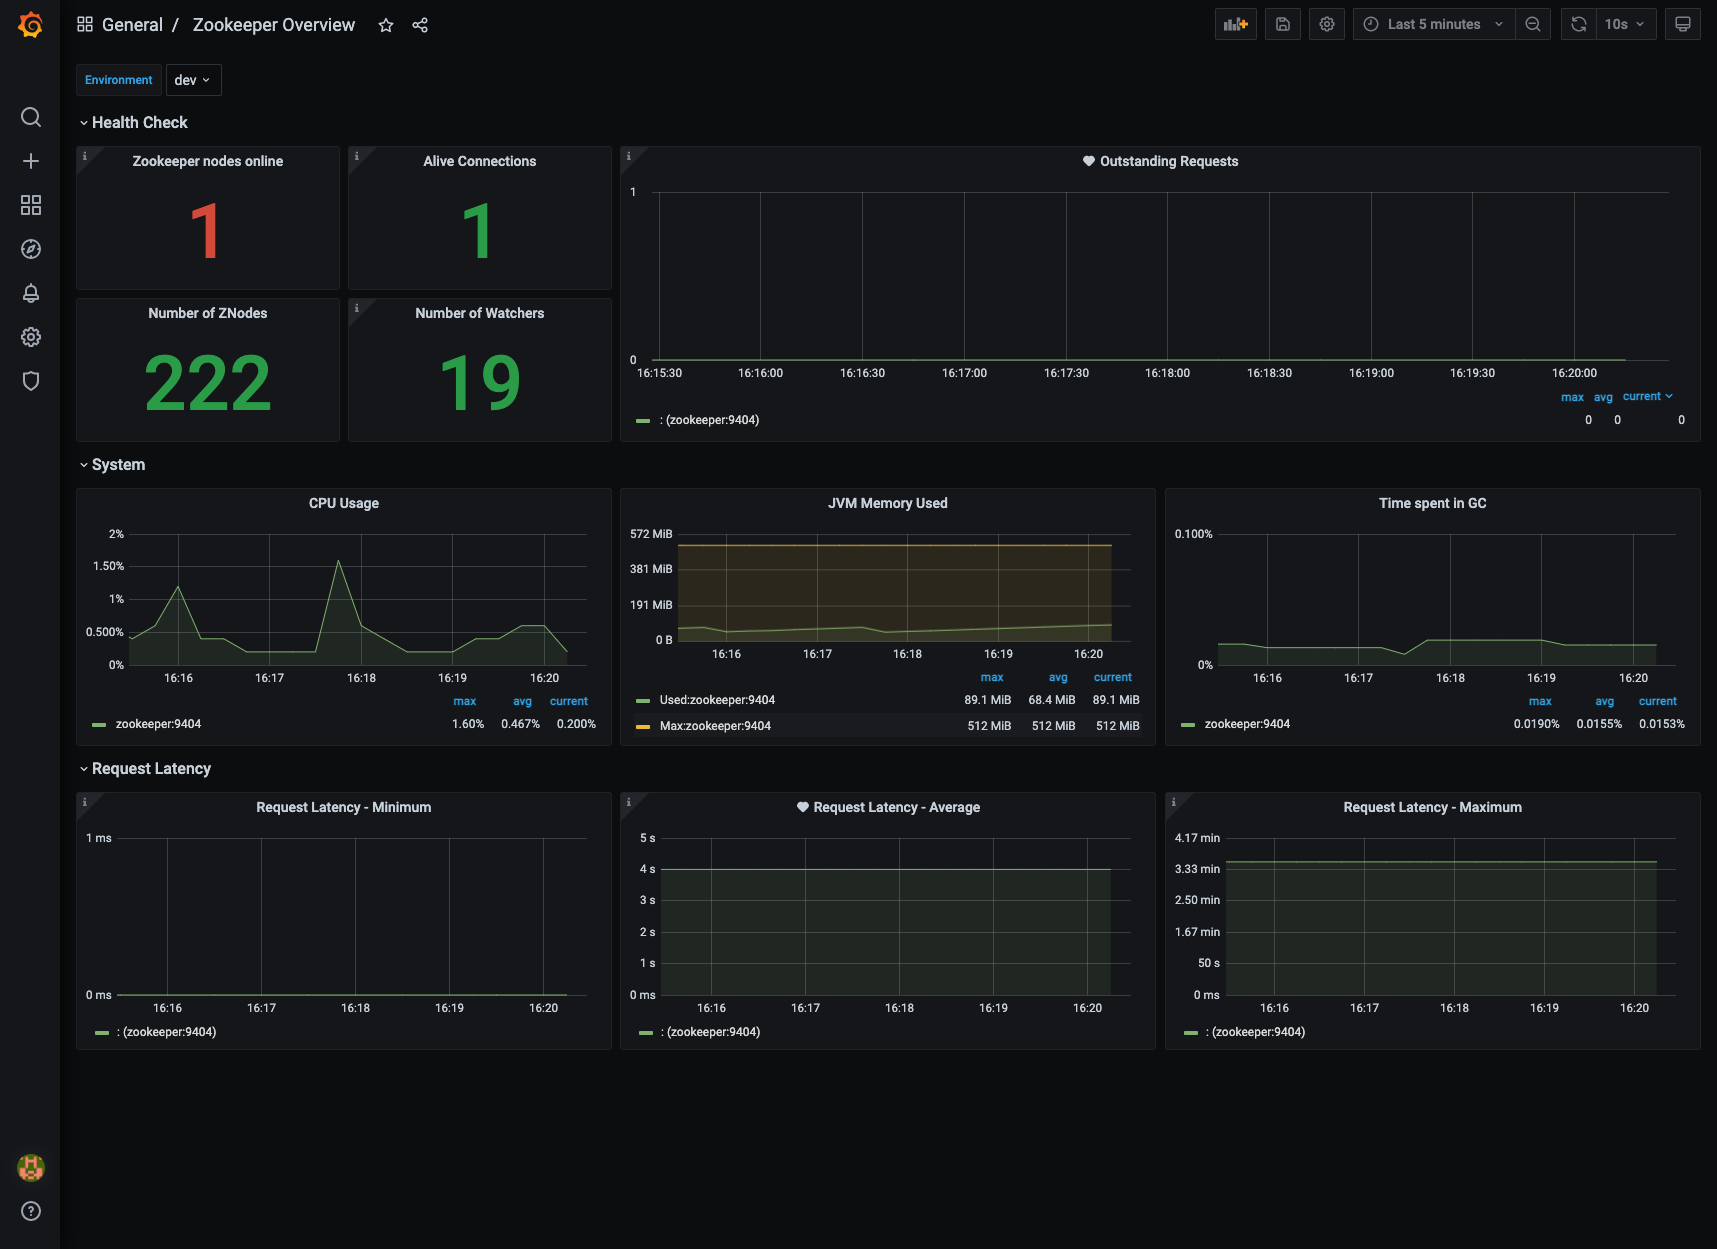 General / Zookeeper Overview
Last 5 minutes
10s
Environment
dev
Health Check
Zookeeper nodes online
1
Alive Connections
1
Number of ZNodes
222
Number of Watchers
19
Outstanding Requests
1
0
16:15:30 16:16:00 16:16:30 16:17:00 16:17:30 16:18:00 16:18:30 16:19:00 16:19:30 16:20:00
max avg current
: (zookeeper:9404) 0 0 0
System
CPU Usage
2%
1.50%
1%
0.500%
0%
16:16 16:17 16:18 16:19 16:20
max avg current
zookeeper:9404 1.60% 0.467% 0.200%
JVM Memory Used
572 MiB
381 MiB
191 MiB
0 B
16:16 16:17 16:18 16:19 16:20
max avg current
Used:zookeeper:9404 89.1 MiB 68.4 MiB 89.1 MiB
Max:zookeeper:9404 512 MiB 512 MiB 512 MiB
Time spent in GC
0.100%
0%
16:16 16:17 16:18 16:19 16:20
max avg current
zookeeper:9404 0.0190% 0.0155% 0.0153%
Request Latency
Request Latency - Minimum
1 ms
0 ms
16:16 16:17 16:18 16:19 16:20
: (zookeeper:9404)
Request Latency - Average
5 s
4 s
3 s
2 s
1 s
0 ms
16:16 16:17 16:18 16:19 16:20
: (zookeeper:9404)
Request Latency - Maximum
4.17 min
3.33 min
2.50 min
1.67 min
50 s
0 ms
16:16 16:17 16:18 16:19 16:20
: (zookeeper:9404)